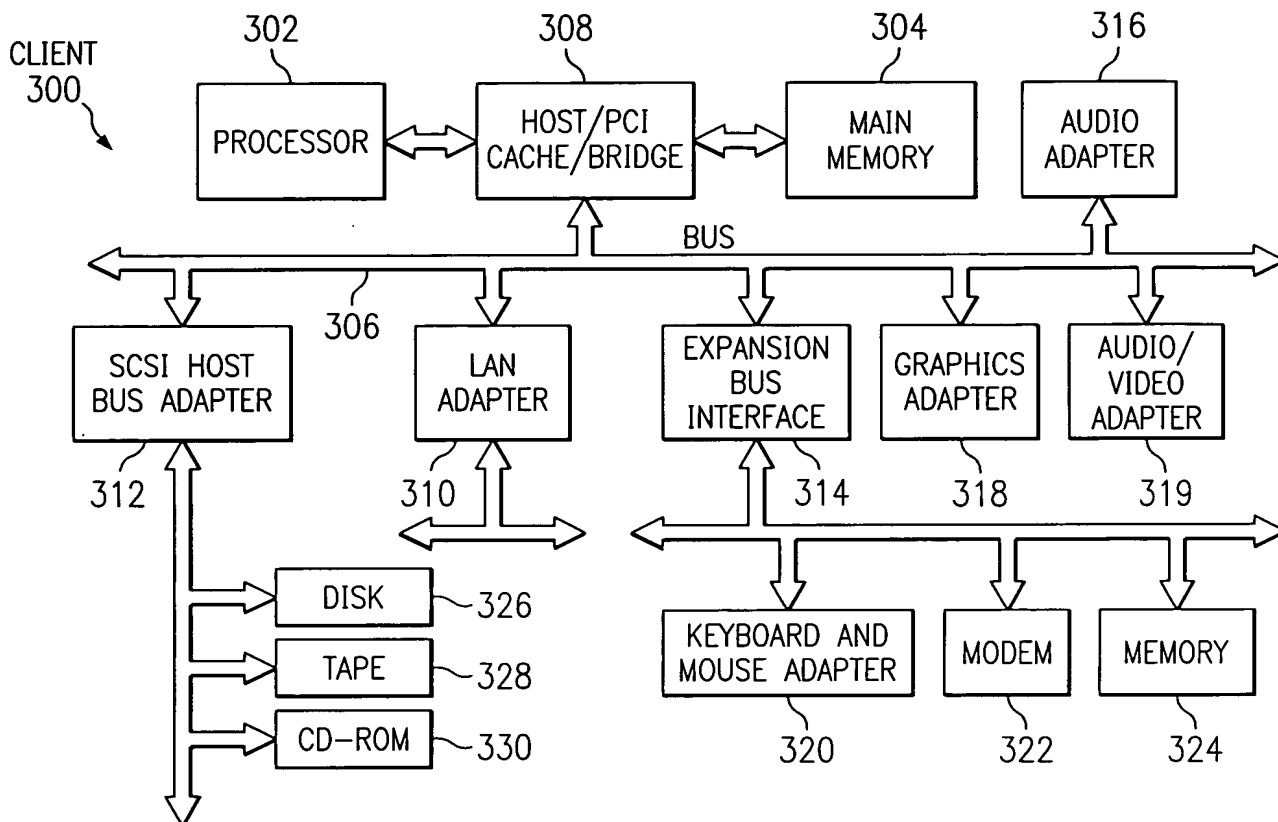 CLIENT
300
302
308
304
316
PROCESSOR
HOST/PCI
CACHE/BRIDGE
MAIN
MEMORY
AUDIO
ADAPTER
BUS
306
SCSI HOST
BUS ADAPTER
LAN
ADAPTER
EXPANSION
BUS
INTERFACE
GRAPHICS
ADAPTER
AUDIO/
VIDEO
ADAPTER
312
310
314
318
319
DISK
326
TAPE
328
CD-ROM
330
KEYBOARD AND
MOUSE ADAPTER
MODEM
MEMORY
320
322
324